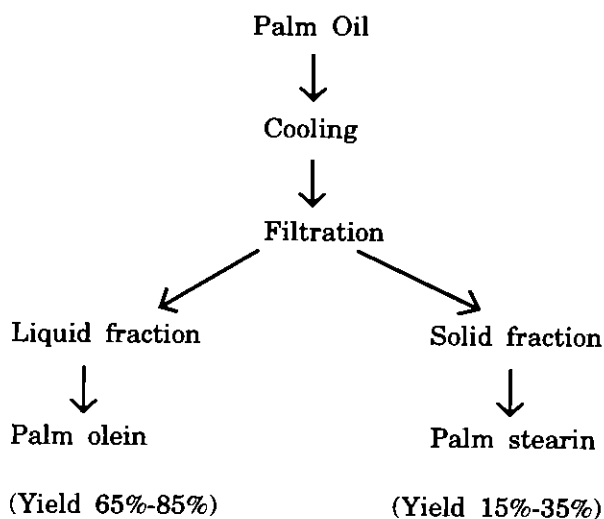 Palm Oil
Cooling
Filtration
Liquid fraction
Solid fraction
Palm olein
Palm stearin
(Yield 65%-85%)
(Yield 15%-35%)